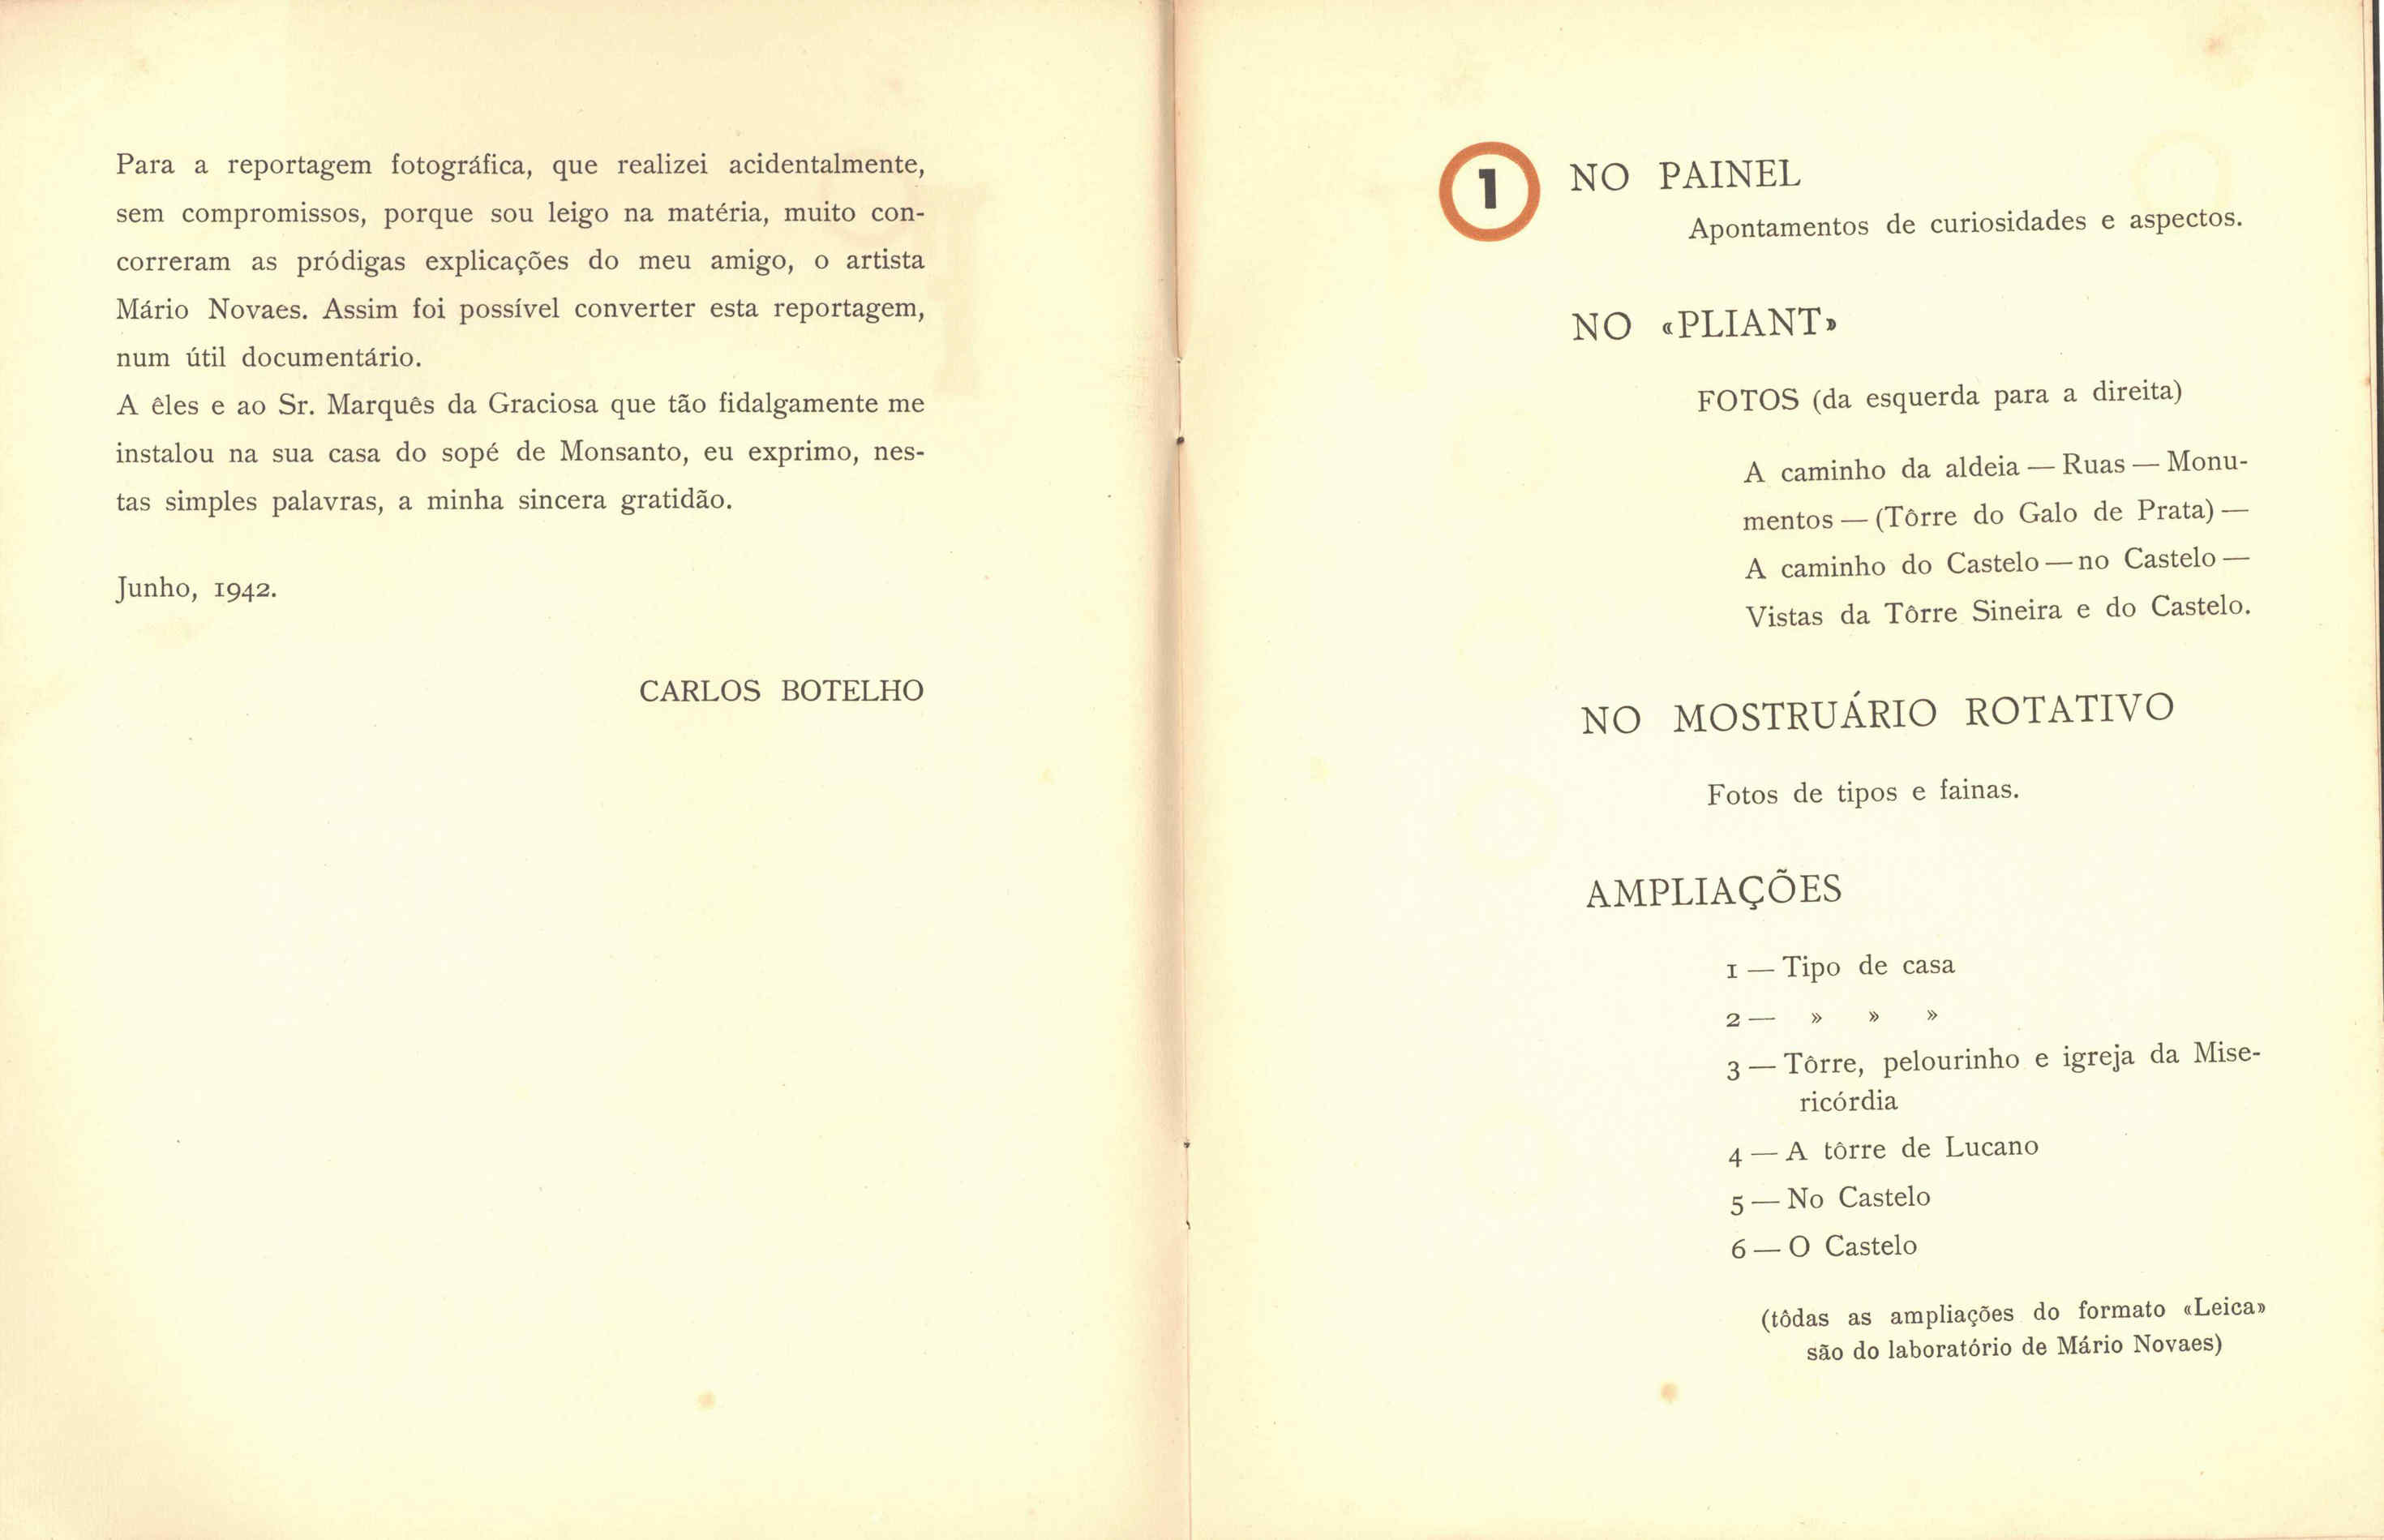 Para a reportagem fotográfica, que realizei acidentalmente,
sem compromissos, porque sou leigo na matéria, muito con-
correram as pródigas explicações do meu amigo, o artista
Mário Novaes. Assim foi possível converter esta reportagem,
num útil documentário.
A êles e ao Sr. Marquês da Graciosa que tão fidalgamente me
instalou na sua casa do sopé de Monsanto, eu exprimo, nes-
tas simples palavras, a minha sincera gratidão.
Junho, 1942.
CARLOS BOTELHO
1 NO PAINEL
Apontamentos de curiosidades e aspectos.
NO «PLIANT»
FOTOS (da esquerda para a direita)
A caminho da aldeia — Ruas — Monu-
mentos — (Tôrre do Galo de Prata) —
A caminho do Castelo — no Castelo —
Vistas da Tôrre Sineira e do Castelo.
NO MOSTRUÁRIO ROTATIVO
Fotos de tipos e fainas.
AMPLIAÇÕES
1 — Tipo de casa
2 — » » »
3 — Tôrre, pelourinho e igreja da Mise-
ricórdia
4 — A tôrre de Lucano
5 — No Castelo
6 — O Castelo
(tôdas as ampliações do formato «Leica»
são do laboratório de Mário Novaes)